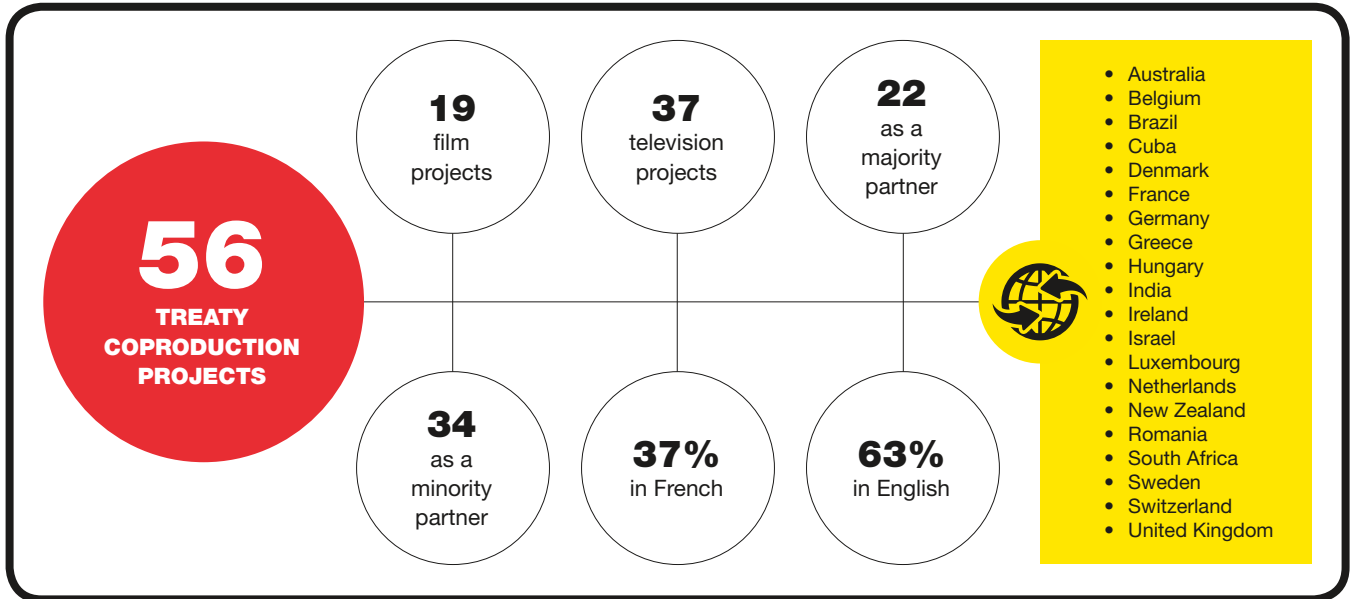 56
TREATY
COPRODUCTION
PROJECTS
19
film
projects
37
television
projects
22
as a
majority
partner
34
as a
minority
partner
37%
in French
63%
in English
• Australia
• Belgium
• Brazil
• Cuba
• Denmark
• France
• Germany
• Greece
• Hungary
• India
• Ireland
• Israel
• Luxembourg
• Netherlands
• New Zealand
• Romania
• South Africa
• Sweden
• Switzerland
• United Kingdom